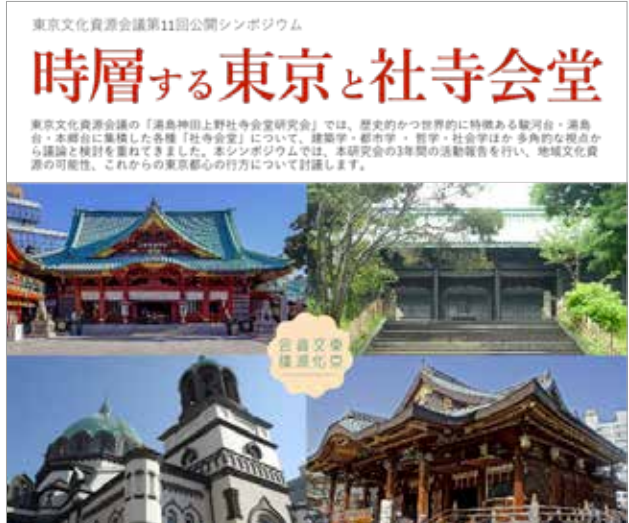 東京文化資源会議第11回公開シンポジウム
時層する東京と社寺会堂
東京文化資源会議の「湯島神田上野社寺会堂研究会」では、歴史的かつ世界的に特徴ある駿河台・湯島
台・本郷台に集積した各種「社寺会堂」について、建築学・都市学・哲学・社会学ほか 多角的な視点か
ら議論と検討を重ねてきました。本シンポジウムでは、本研究会の3年間の活動報告を行い、地域文化資
源の可能性、これからの東京都心の行方について討議します。
会資文東
議源化京